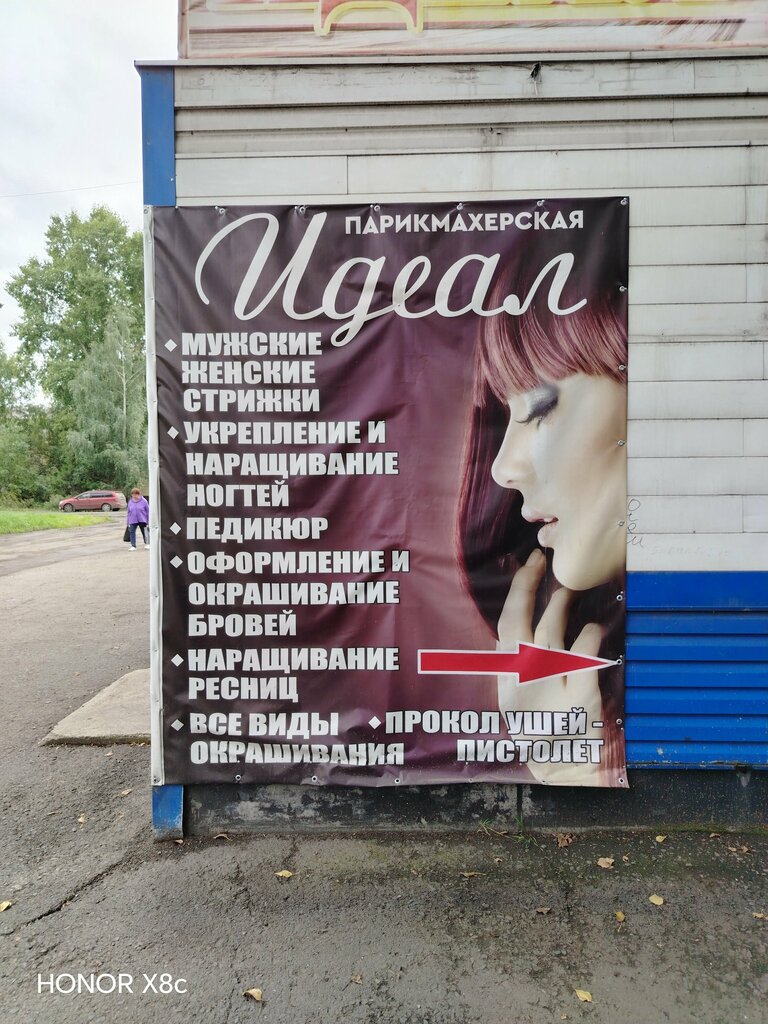 ПАРИКМАХЕРСКАЯ
Идеал
МУЖСКИЕ
ЖЕНСКИЕ
СТРИЖКИ
УКРЕПЛЕНИЕ И
НАРАЩИВАНИЕ
НОГТЕЙ
ПЕДИКЮР
ОФОРМЛЕНИЕ И
ОКРАШИВАНИЕ
БРОВЕЙ
НАРАЩИВАНИЕ
РЕСНИЦ
ВСЕ ВИДЫ
ОКРАШИВАНИЯ
ПРОКОЛ УШЕЙ -
ПИСТОЛЕТ
HONOR X8c